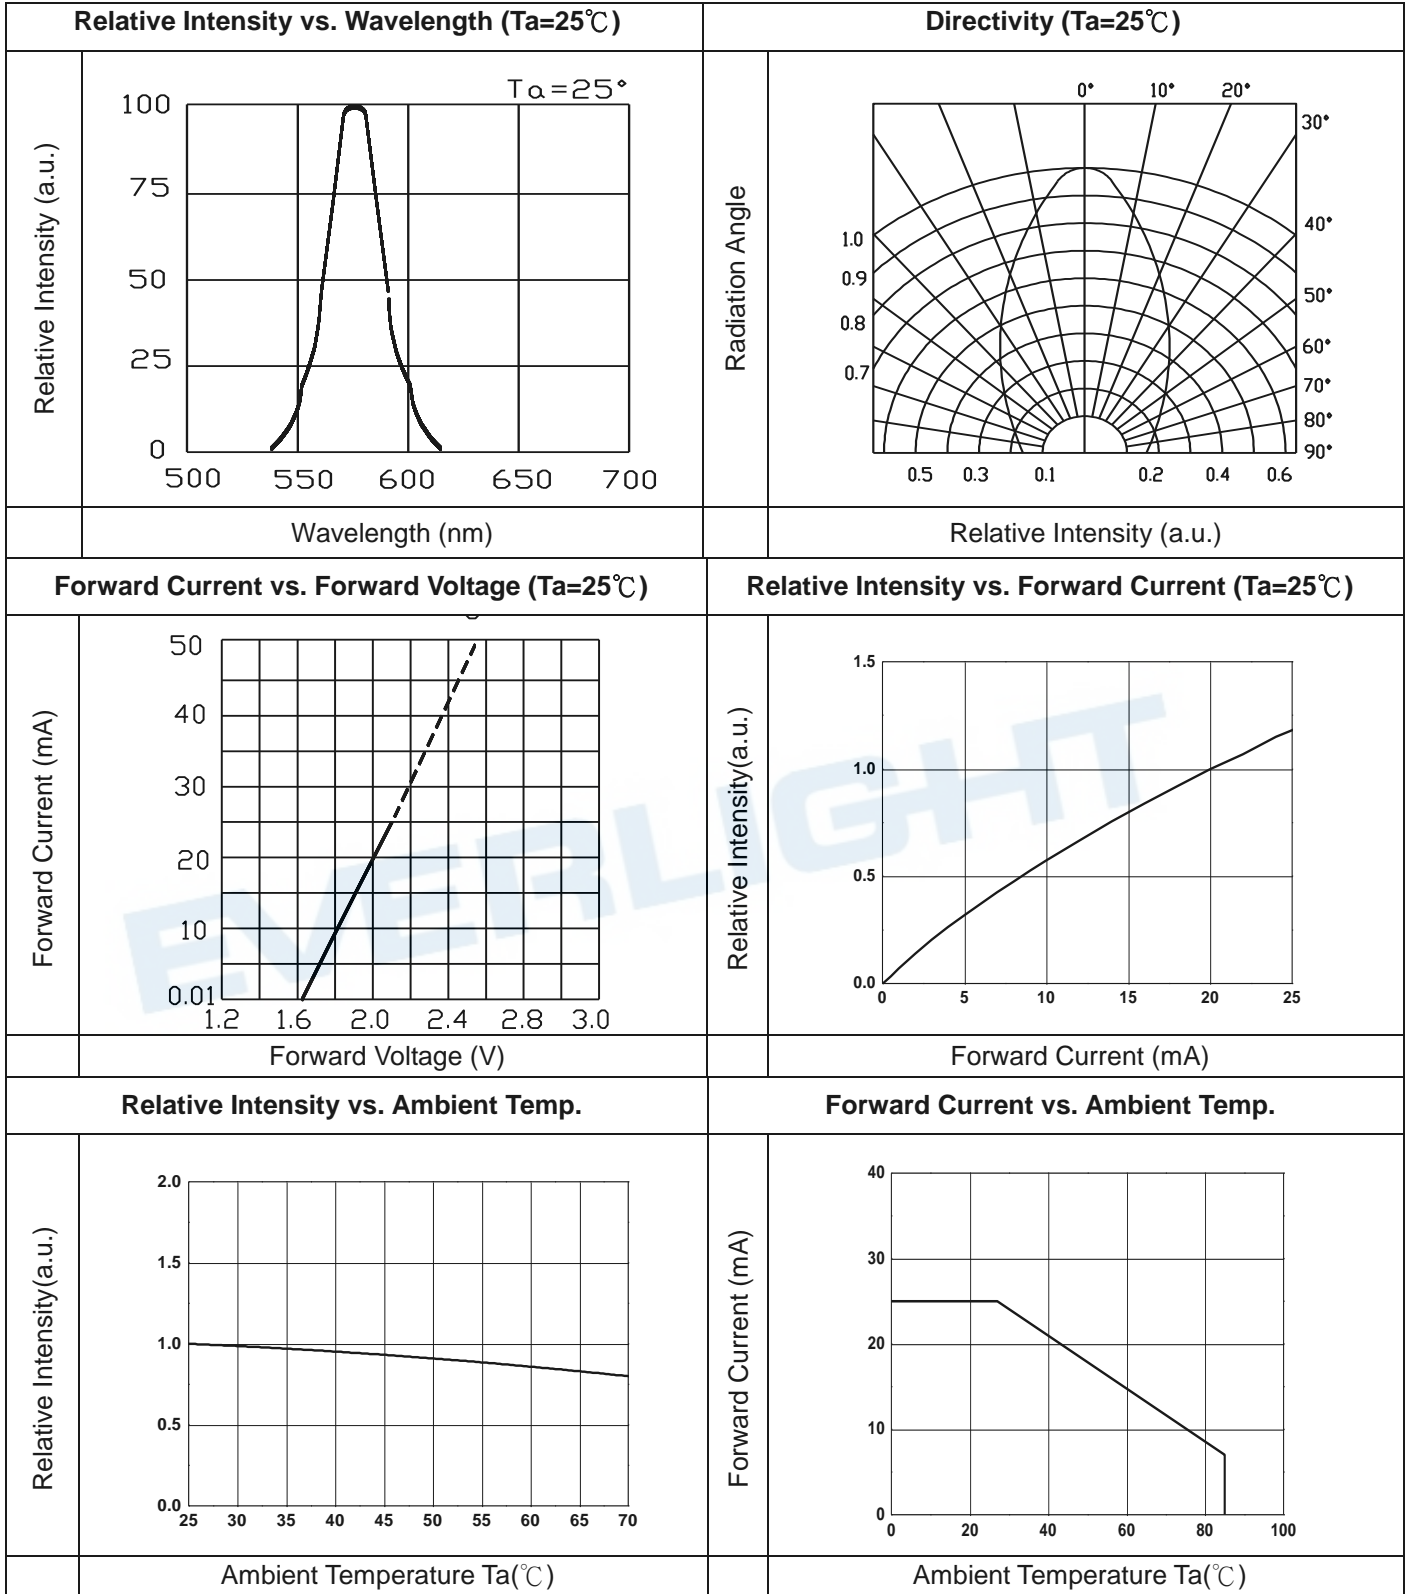 Relative Intensity vs. Wavelength (Ta=25℃)
Directivity (Ta=25℃)
Relative Intensity (a.u.)
Ta=25°
100
75
50
25
0
500 550 600 650 700
Wavelength (nm)
Radiation Angle
0° 10° 20°
30°
40°
50°
60°
70°
80°
90°
1.0
0.9
0.8
0.7
0.5 0.3 0.1 0.2 0.4 0.6
Relative Intensity (a.u.)
Forward Current vs. Forward Voltage (Ta=25℃)
Relative Intensity vs. Forward Current (Ta=25℃)
Forward Current (mA)
50
40
30
20
10
0.01
1.2 1.6 2.0 2.4 2.8 3.0
Forward Voltage (V)
Relative Intensity(a.u.)
1.5
1.0
0.5
0.0
0 5 10 15 20 25
Forward Current (mA)
EVERLIGHT
Relative Intensity vs. Ambient Temp.
Forward Current vs. Ambient Temp.
Relative Intensity(a.u.)
2.0
1.5
1.0
0.5
0.0
25 30 35 40 45 50 55 60 65 70
Ambient Temperature Ta(℃)
Forward Current (mA)
40
30
20
10
0
0 20 40 60 80 100
Ambient Temperature Ta(℃)